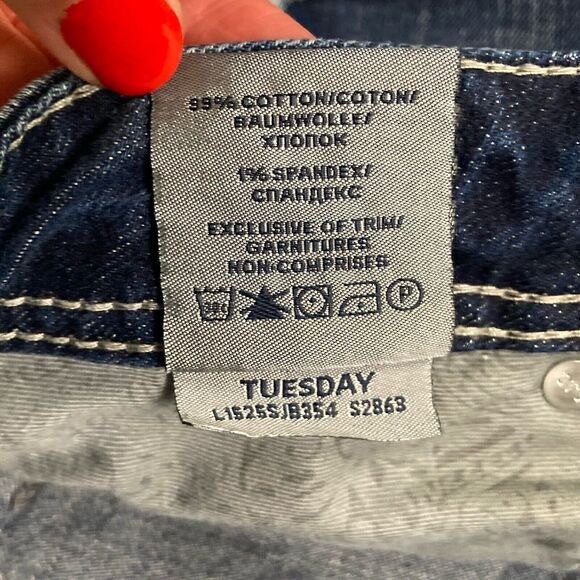 99% COTTON/COTON/
BAUMWOLLE/
ХЛОПОК
1% SPANDEX/
СПАНДЕКС
EXCLUSIVE OF TRIM/
GARNITURES
NON-COMPRISES
P
TUESDAY
L1525SJB354 S2863